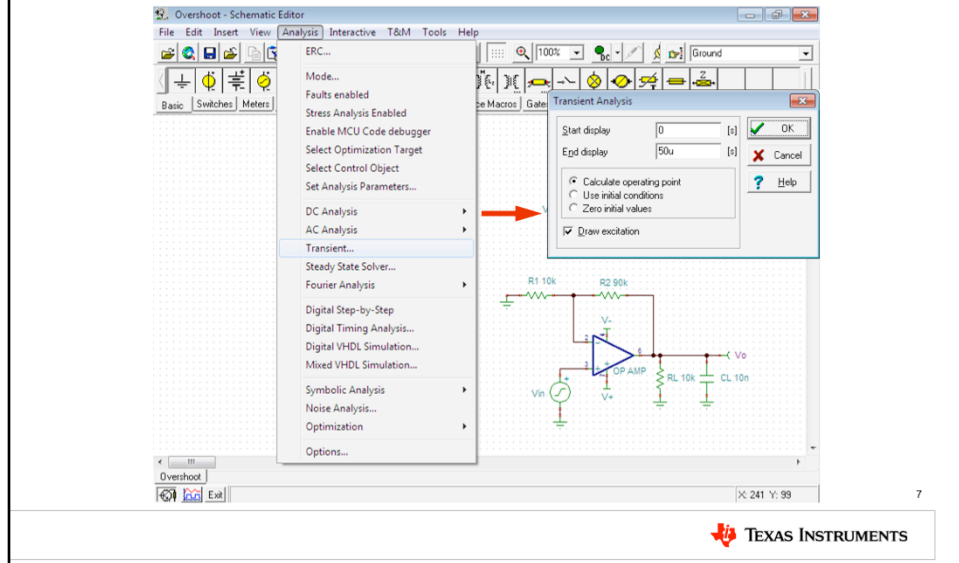 Overshoot - Schematic Editor
File Edit Insert View Analysis Interactive T&M Tools Help
100%
DC
Ground
Basic Switches Meters
Macros Gate
ERC...
Mode...
Faults enabled
Stress Analysis Enabled
Enable MCU Code debugger
Select Optimization Target
Select Control Object
Set Analysis Parameters...
DC Analysis
AC Analysis
Transient...
Steady State Solver...
Fourier Analysis
Digital Step-by-Step
Digital Timing Analysis...
Digital VHDL Simulation...
Mixed VHDL Simulation...
Symbolic Analysis
Noise Analysis...
Optimization
Options...
Transient Analysis
Start display 0 [s]
End display 50u [s]
Calculate operating point
Use initial conditions
Zero initial values
Draw excitation
OK
Cancel
Help
R1 10k
R2 90k
V-
2
3
6
OP AMP
V+
Vin
Vo
RL 10k
CL 10n
Overshoot
Exit
X: 241 Y: 99
7
TEXAS INSTRUMENTS